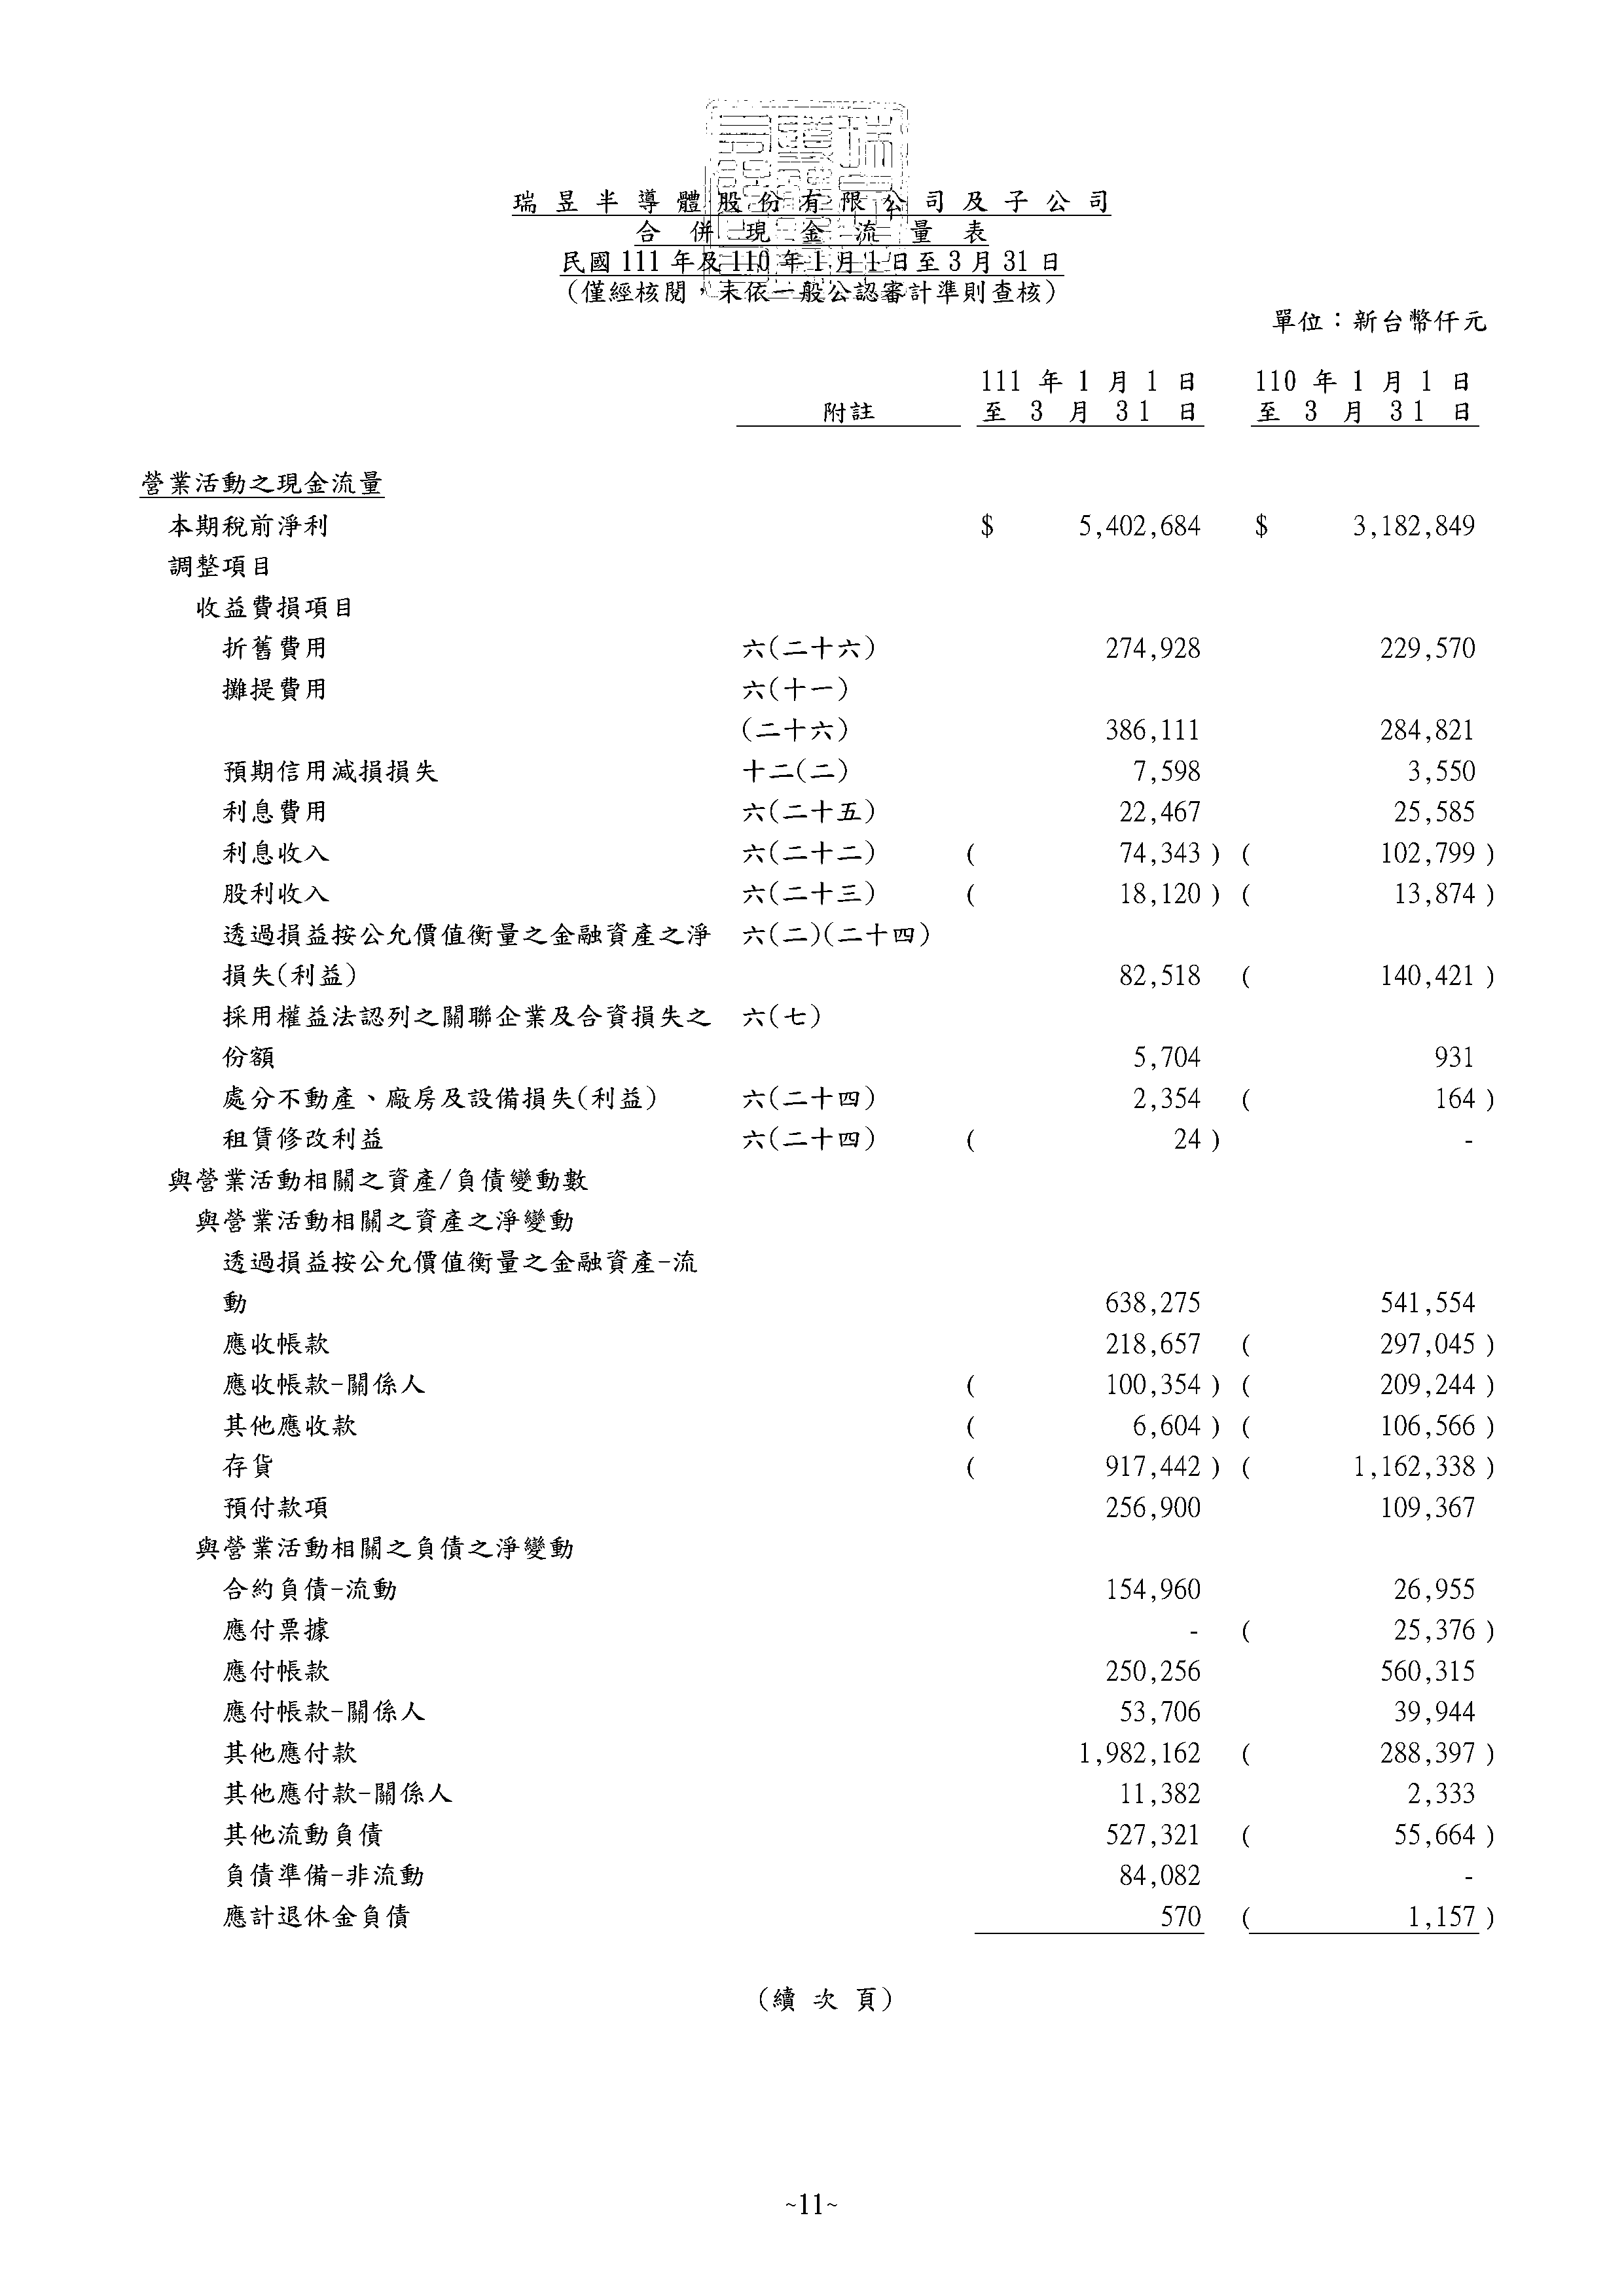 瑞昱半導體股份有限公司及子公司
合併現金流量表
民國111年及110年1月1日至3月31日
(僅經核閱，未依一般公認審計準則查核)
單位：新台幣仟元
111 年 1 月 1 日 110 年 1 月 1 日
附註 至 3 月 31 日 至 3 月 31 日
營業活動之現金流量
本期稅前淨利 $ 5,402,684 $ 3,182,849
調整項目
收益費損項目
折舊費用 六(二十六) 274,928 229,570
攤提費用 六(十一)
(二十六) 386,111 284,821
預期信用減損損失 十二(二) 7,598 3,550
利息費用 六(二十五) 22,467 25,585
利息收入 六(二十二) ( 74,343 ) ( 102,799 )
股利收入 六(二十三) ( 18,120 ) ( 13,874 )
透過損益按公允價值衡量之金融資產之淨 六(二)(二十四)
損失(利益) 82,518 ( 140,421 )
採用權益法認列之關聯企業及合資損失之 六(七)
份額 5,704 931
處分不動產、廠房及設備損失(利益) 六(二十四) 2,354 ( 164 )
租賃修改利益 六(二十四) ( 24 ) -
與營業活動相關之資產/負債變動數
與營業活動相關之資產之淨變動
透過損益按公允價值衡量之金融資產-流
動 638,275 541,554
應收帳款 218,657 ( 297,045 )
應收帳款-關係人 ( 100,354 ) ( 209,244 )
其他應收款 ( 6,604 ) ( 106,566 )
存貨 ( 917,442 ) ( 1,162,338 )
預付款項 256,900 109,367
與營業活動相關之負債之淨變動
合約負債-流動 154,960 26,955
應付票據 - ( 25,376 )
應付帳款 250,256 560,315
應付帳款-關係人 53,706 39,944
其他應付款 1,982,162 ( 288,397 )
其他應付款-關係人 11,382 2,333
其他流動負債 527,321 ( 55,664 )
負債準備-非流動 84,082 -
應計退休金負債 570 ( 1,157 )
(續 次 頁)
~11~